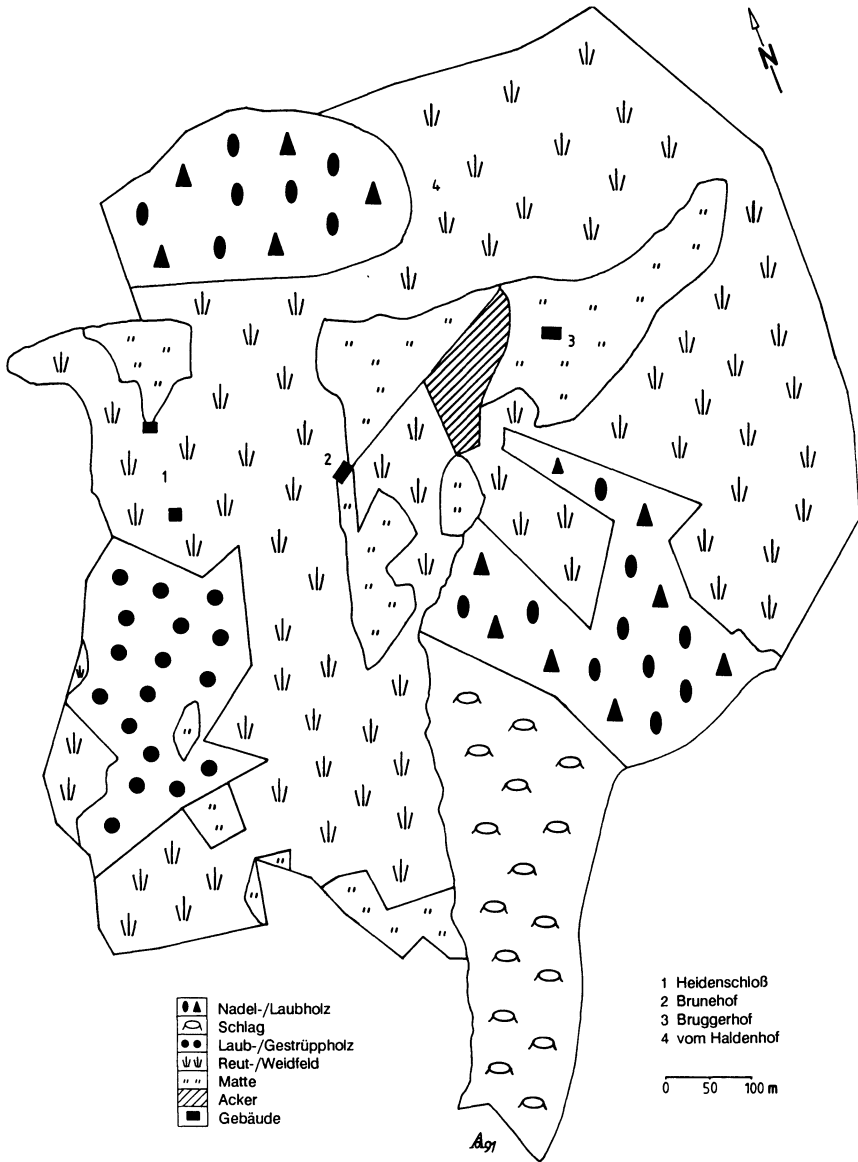 N
4
3
2
1
Nadel-/Laubholz
Schlag
Laub-/Gestrüppholz
Reut-/Weidfeld
Matte
Acker
Gebäude
1 Heidenschloß
2 Brunehof
3 Bruggerhof
4 vom Haldenhof
0 50 100 m